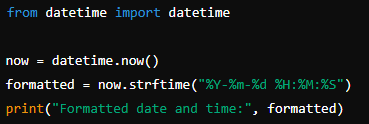 from datetime import datetime

now = datetime.now()
formatted = now.strftime("%Y-%m-%d %H:%M:%S")
print("Formatted date and time:", formatted)